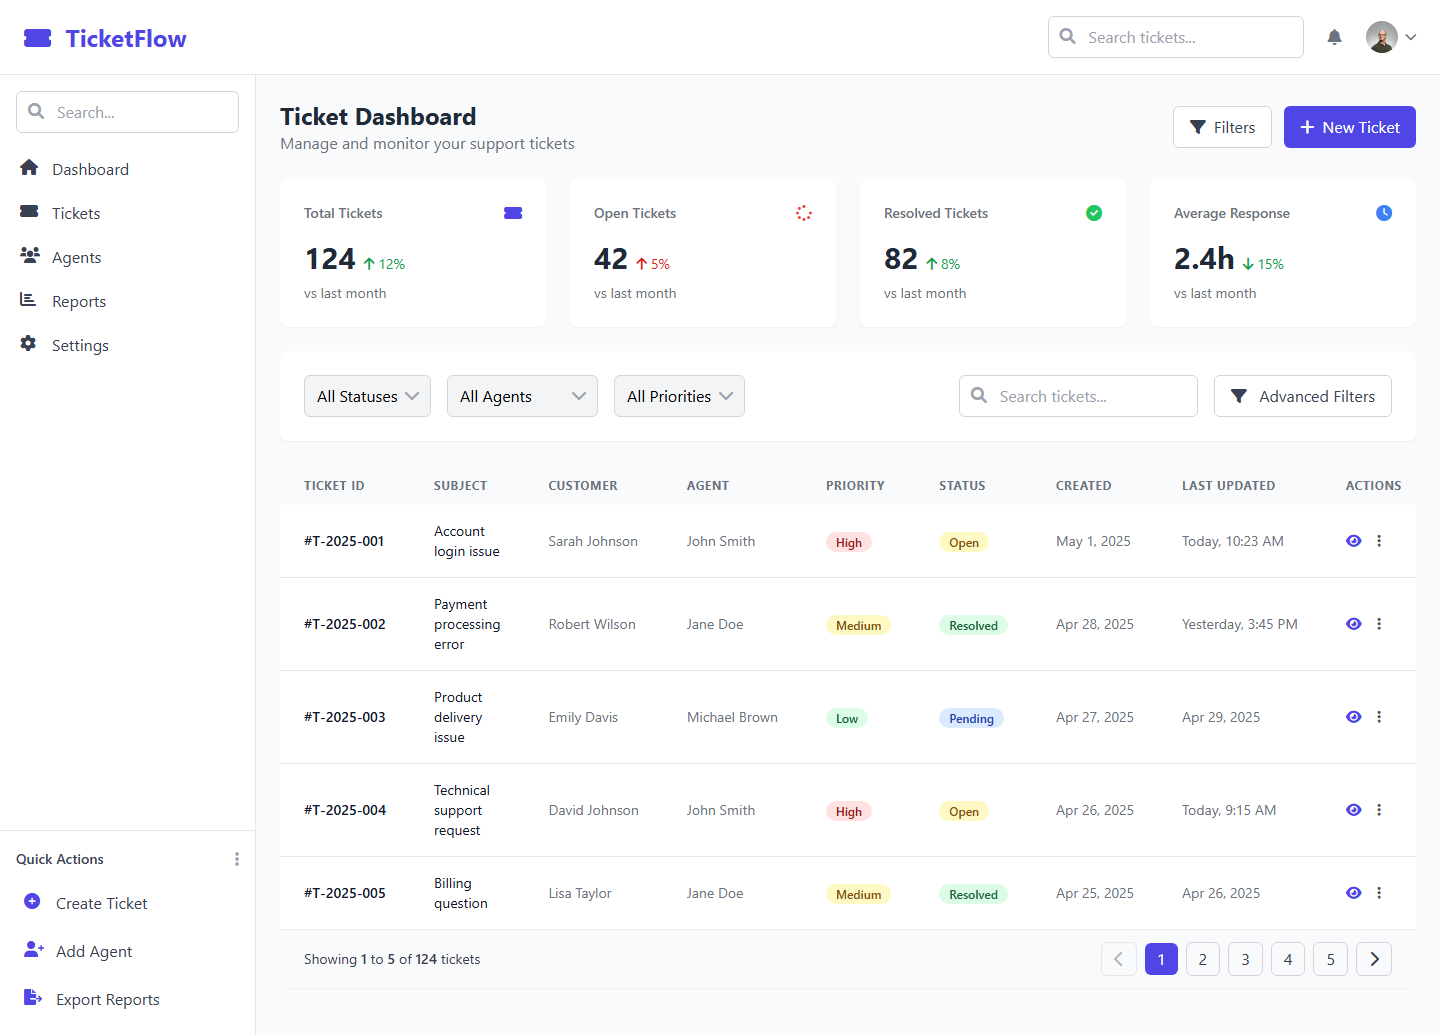 TicketFlow
Search tickets...
Search...
Dashboard
Tickets
Agents
Reports
Settings
Quick Actions
Create Ticket
Add Agent
Export Reports
Ticket Dashboard
Manage and monitor your support tickets
Filters
New Ticket
Total Tickets
124 12%
vs last month
Open Tickets
42 5%
vs last month
Resolved Tickets
82 8%
vs last month
Average Response
2.4h 15%
vs last month
All Statuses
All Agents
All Priorities
Search tickets...
Advanced Filters
TICKET ID SUBJECT CUSTOMER AGENT PRIORITY STATUS CREATED LAST UPDATED ACTIONS
#T-2025-001 Account login issue Sarah Johnson John Smith High Open May 1, 2025 Today, 10:23 AM
#T-2025-002 Payment processing error Robert Wilson Jane Doe Medium Resolved Apr 28, 2025 Yesterday, 3:45 PM
#T-2025-003 Product delivery issue Emily Davis Michael Brown Low Pending Apr 27, 2025 Apr 29, 2025
#T-2025-004 Technical support request David Johnson John Smith High Open Apr 26, 2025 Today, 9:15 AM
#T-2025-005 Billing question Lisa Taylor Jane Doe Medium Resolved Apr 25, 2025 Apr 26, 2025
Showing 1 to 5 of 124 tickets
1 2 3 4 5